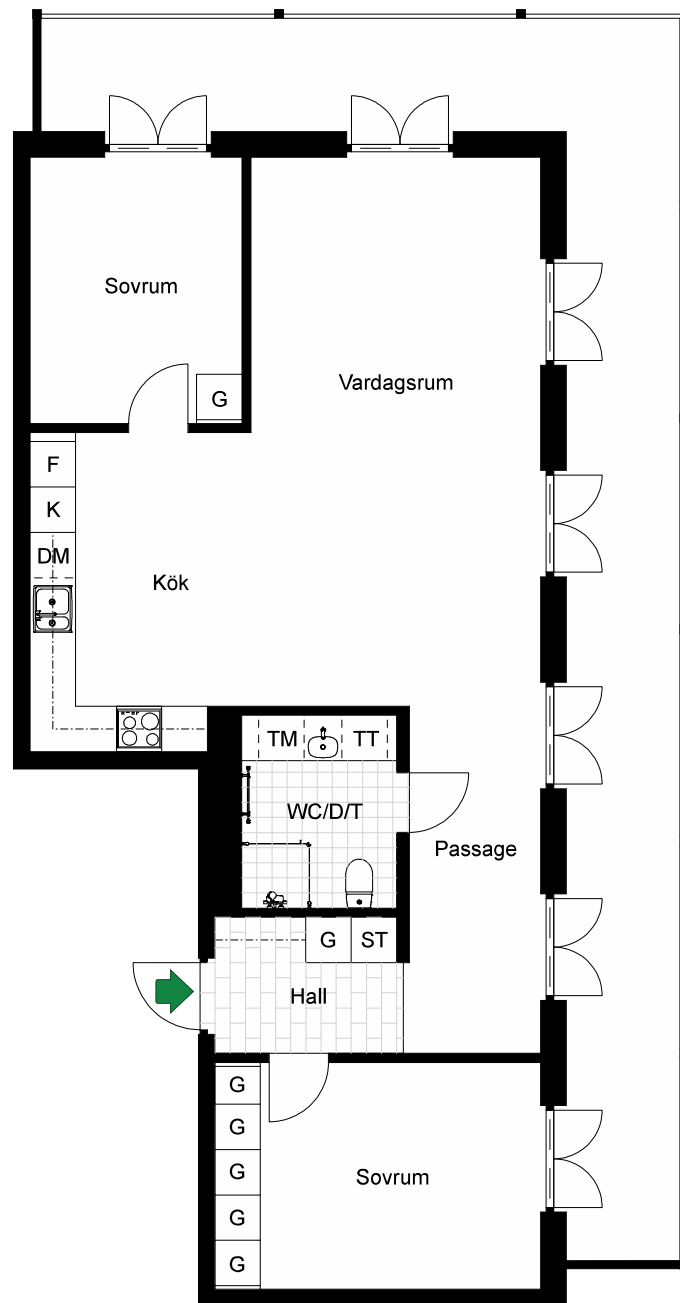 Sovrum
G
Vardagsrum
F
K
DM
Kök
TM
TT
WC/D/T
Passage
G
ST
Hall
G
G
G
G
G
Sovrum